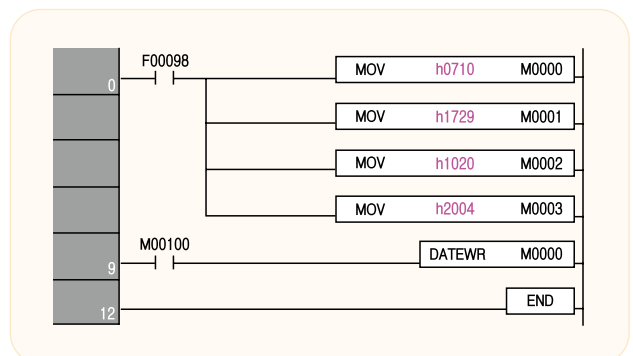 F00098
0 MOV h0710 M0000
MOV h1729 M0001
MOV h1020 M0002
MOV h2004 M0003
M00100
9 DATEWR M0000
12 END